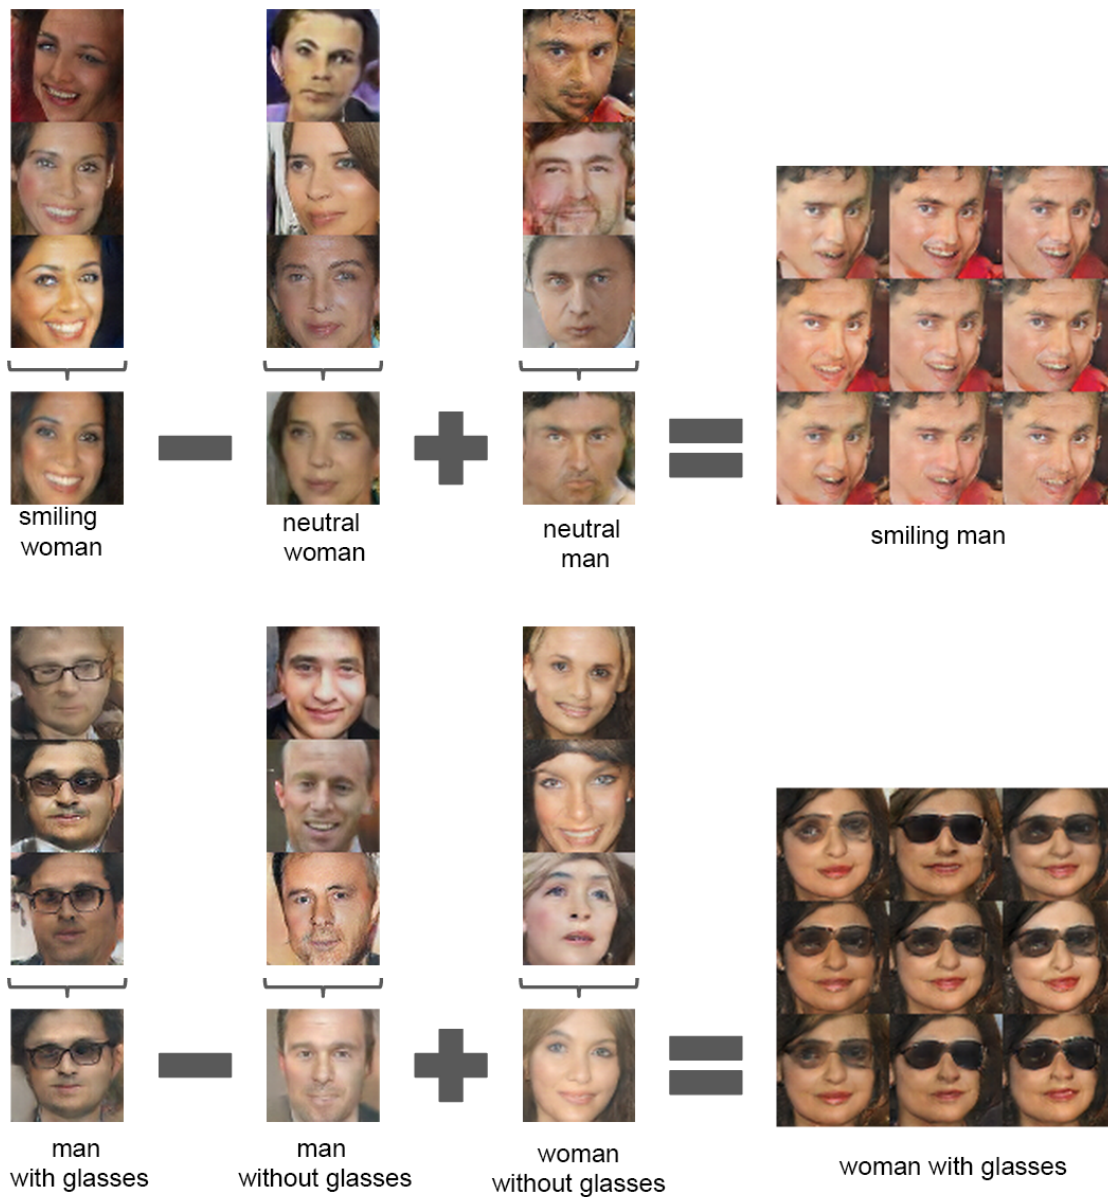 smiling
woman
neutral
woman
neutral
man
smiling man
man
with glasses
man
without glasses
woman
without glasses
woman with glasses